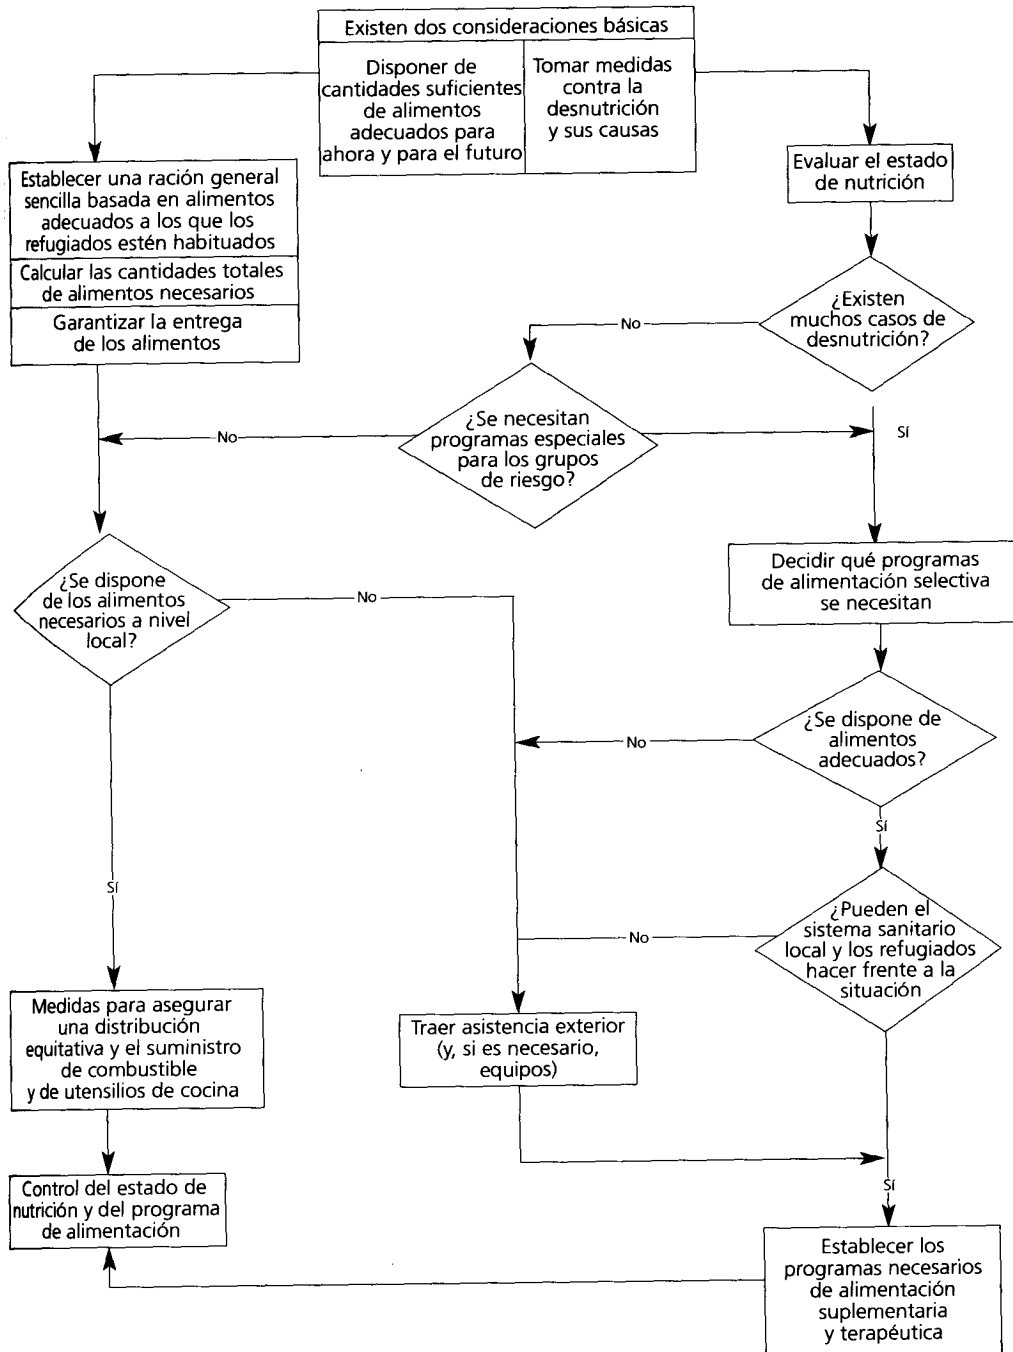 Existen dos consideraciones básicas
Disponer de
cantidades suficientes
de alimentos
adecuados para
ahora y para el futuro
Tomar medidas
contra la
desnutrición
y sus causas
Establecer una ración general
sencilla basada en alimentos
adecuados a los que los
refugiados estén habituados
Calcular las cantidades totales
de alimentos necesarios
Garantizar la entrega
de los alimentos
Evaluar el estado
de nutrición
¿Existen
muchos casos de
desnutrición?
No
¿Se necesitan
programas especiales
para los grupos
de riesgo?
No
Sí
¿Se dispone
de los alimentos
necesarios a nivel
local?
No
Decidir qué programas
de alimentación selectiva
se necesitan
¿Se dispone de
alimentos
adecuados?
No
Sí
Sí
¿Pueden el
sistema sanitario
local y los refugiados
hacer frente a la
situación
No
Medidas para asegurar
una distribución
equitativa y el suministro
de combustible
y de utensilios de cocina
Traer asistencia exterior
(y, si es necesario,
equipos)
Sí
Control del estado de
nutrición y del programa
de alimentación
Establecer los
programas necesarios
de alimentación
suplementaria
y terapéutica